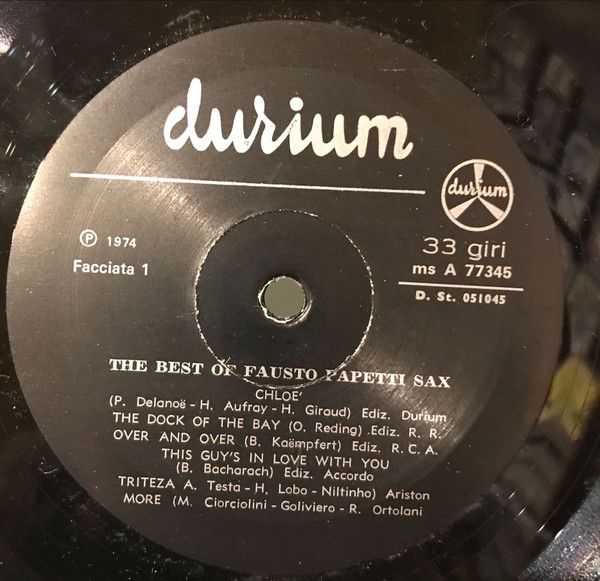 durium
durium
℗ 1974
Facciata 1
33 giri
ms A 77345
D. St. 051045
THE BEST OF FAUSTO PAPETTI SAX
CHLOE'
(P. Delanoë - H. Aufray - H. Giraud) Ediz. Durium
THE DOCK OF THE BAY (O. Reding) Ediz. R. R.
OVER AND OVER (B. Kaëmpfert) Ediz. R.C.A.
THIS GUY'S IN LOVE WITH YOU
(B. Bacharach) Ediz. Accordo
TRITEZA A. Testa - H. Lobo - Niltinho) Ariston
MORE (M. Ciorciolini - Goliviero - R. Ortolani